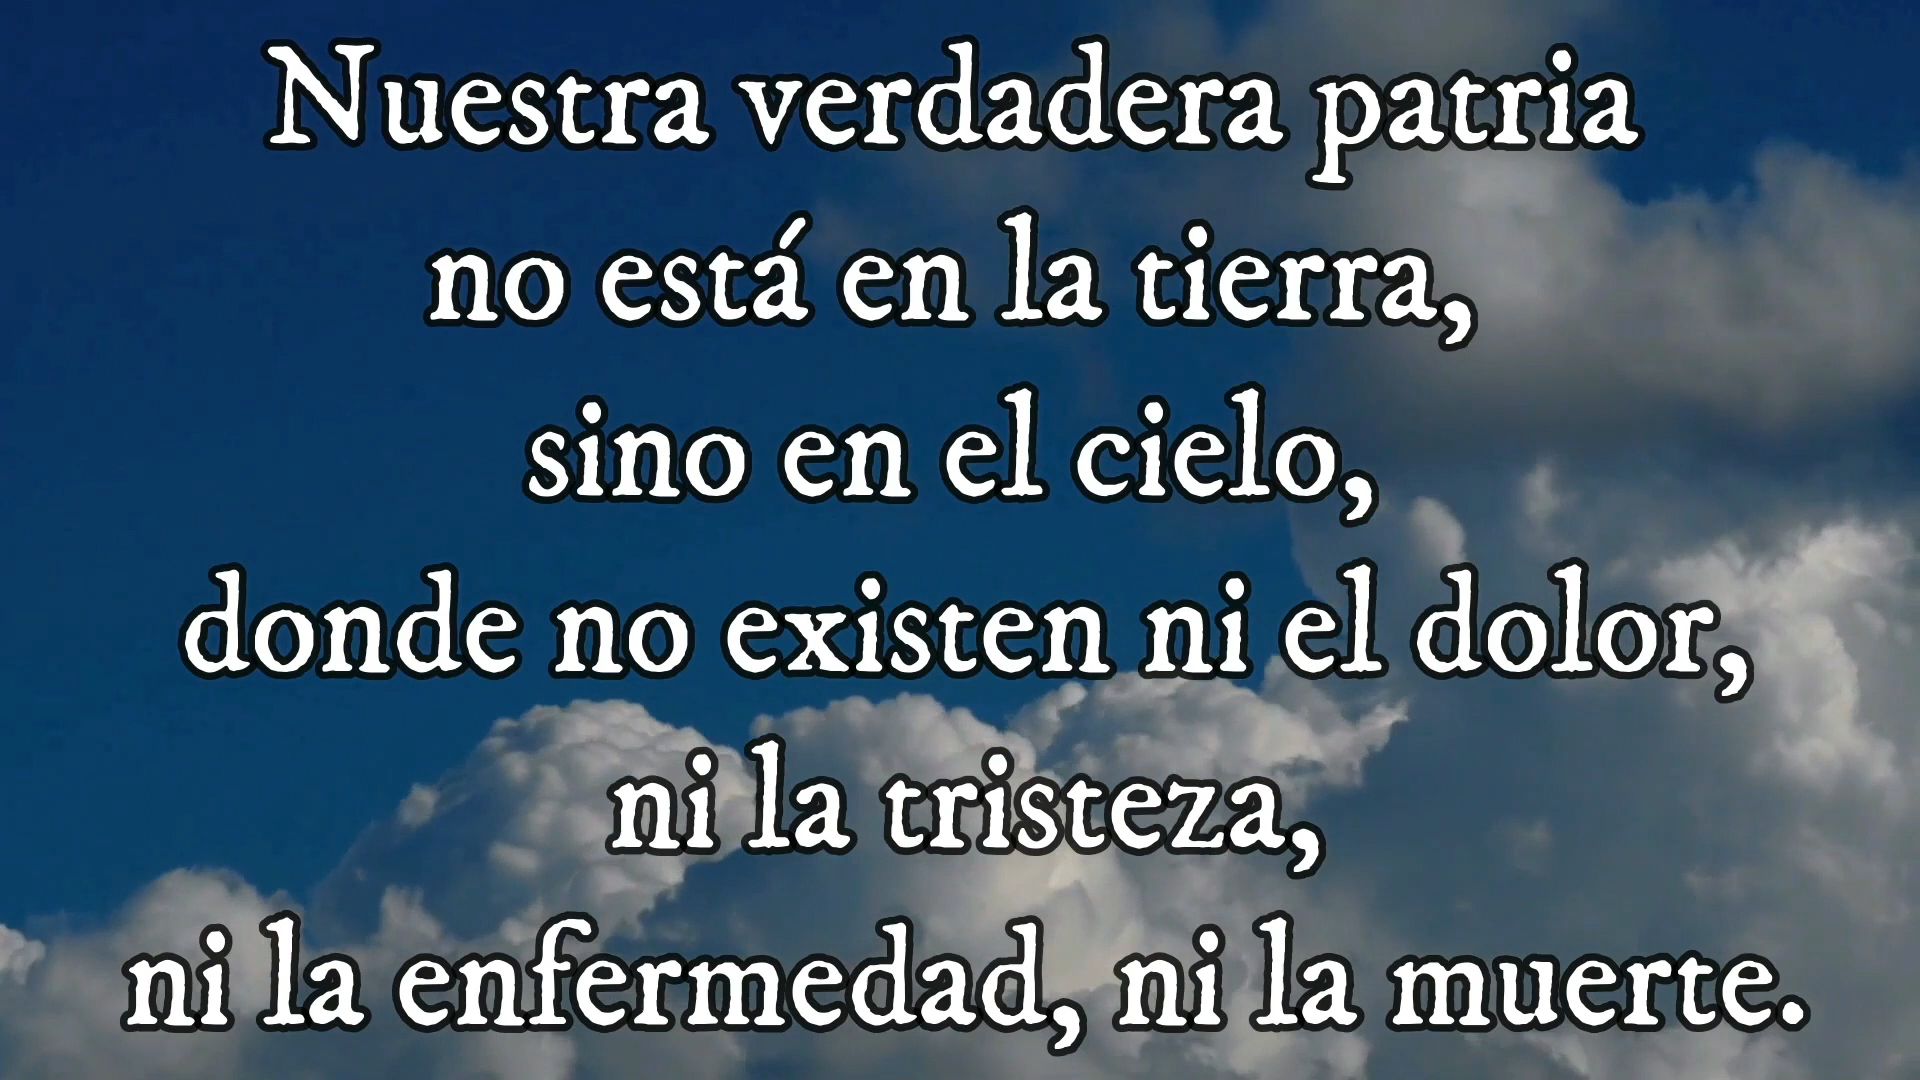 Nuestra verdadera patria
no está en la tierra,
sino en el cielo,
donde no existen ni el dolor,
ni la tristeza,
ni la enfermedad, ni la muerte.